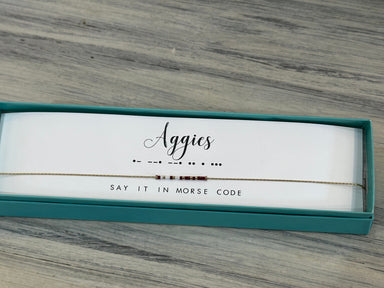 Aggies
•– ––• ––• •• • •••
SAY IT IN MORSE CODE